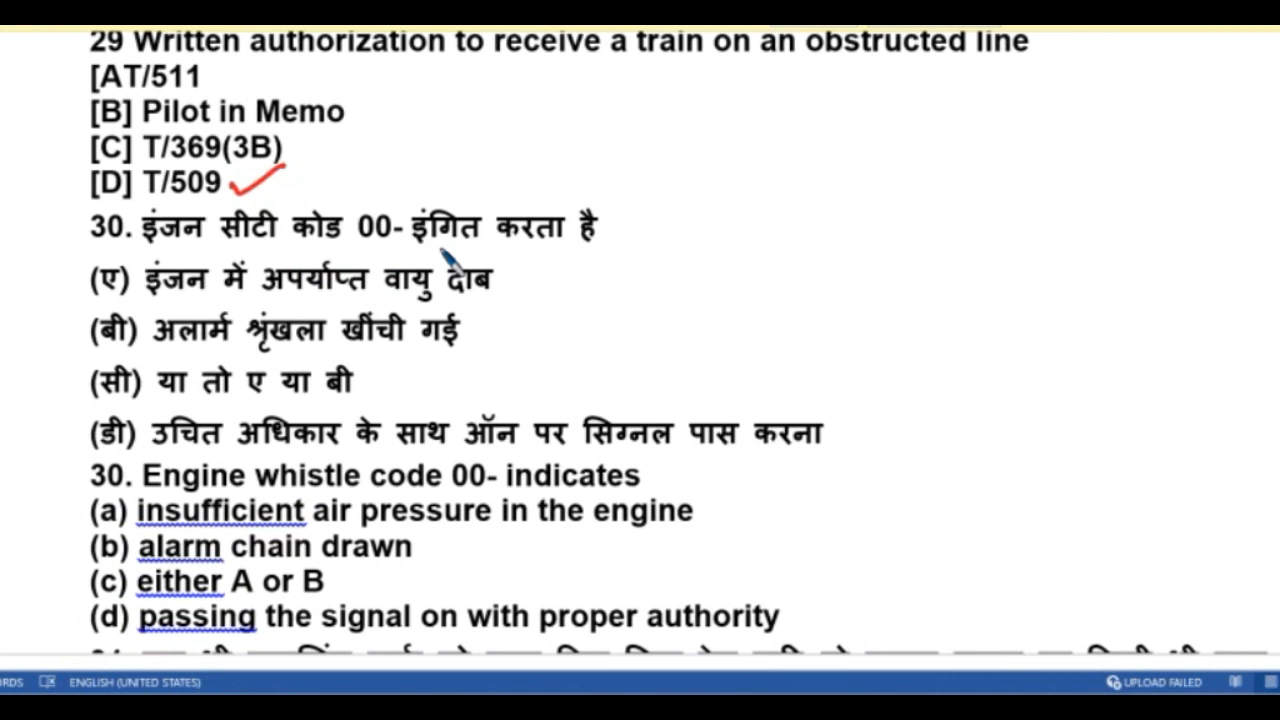 29 Written authorization to receive a train on an obstructed line
[AT/511
[B] Pilot in Memo
[C] T/369(3B)
[D] T/509
30. इंजन सीटी कोड 00- इंगित करता है
(ए) इंजन में अपर्याप्त वायु दाब
(बी) अलार्म श्रृंखला खींची गई
(सी) या तो ए या बी
(डी) उचित अधिकार के साथ ऑन पर सिग्नल पास करना
30. Engine whistle code 00- indicates
(a) insufficient air pressure in the engine
(b) alarm chain drawn
(c) either A or B
(d) passing the signal on with proper authority
RDS ENGLISH (UNITED STATES) UPLOAD FAILED